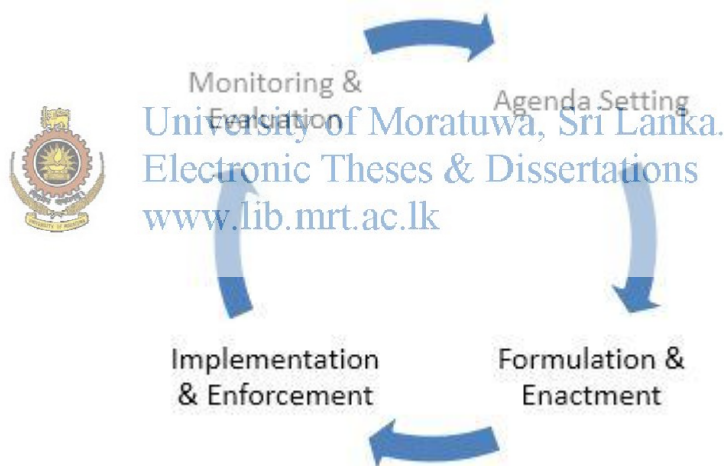 Monitoring &
Evaluation
Agenda Setting
University of Moratuwa, Sri Lanka.
Electronic Theses & Dissertations
www.lib.mrt.ac.lk
Implementation
& Enforcement
Formulation &
Enactment